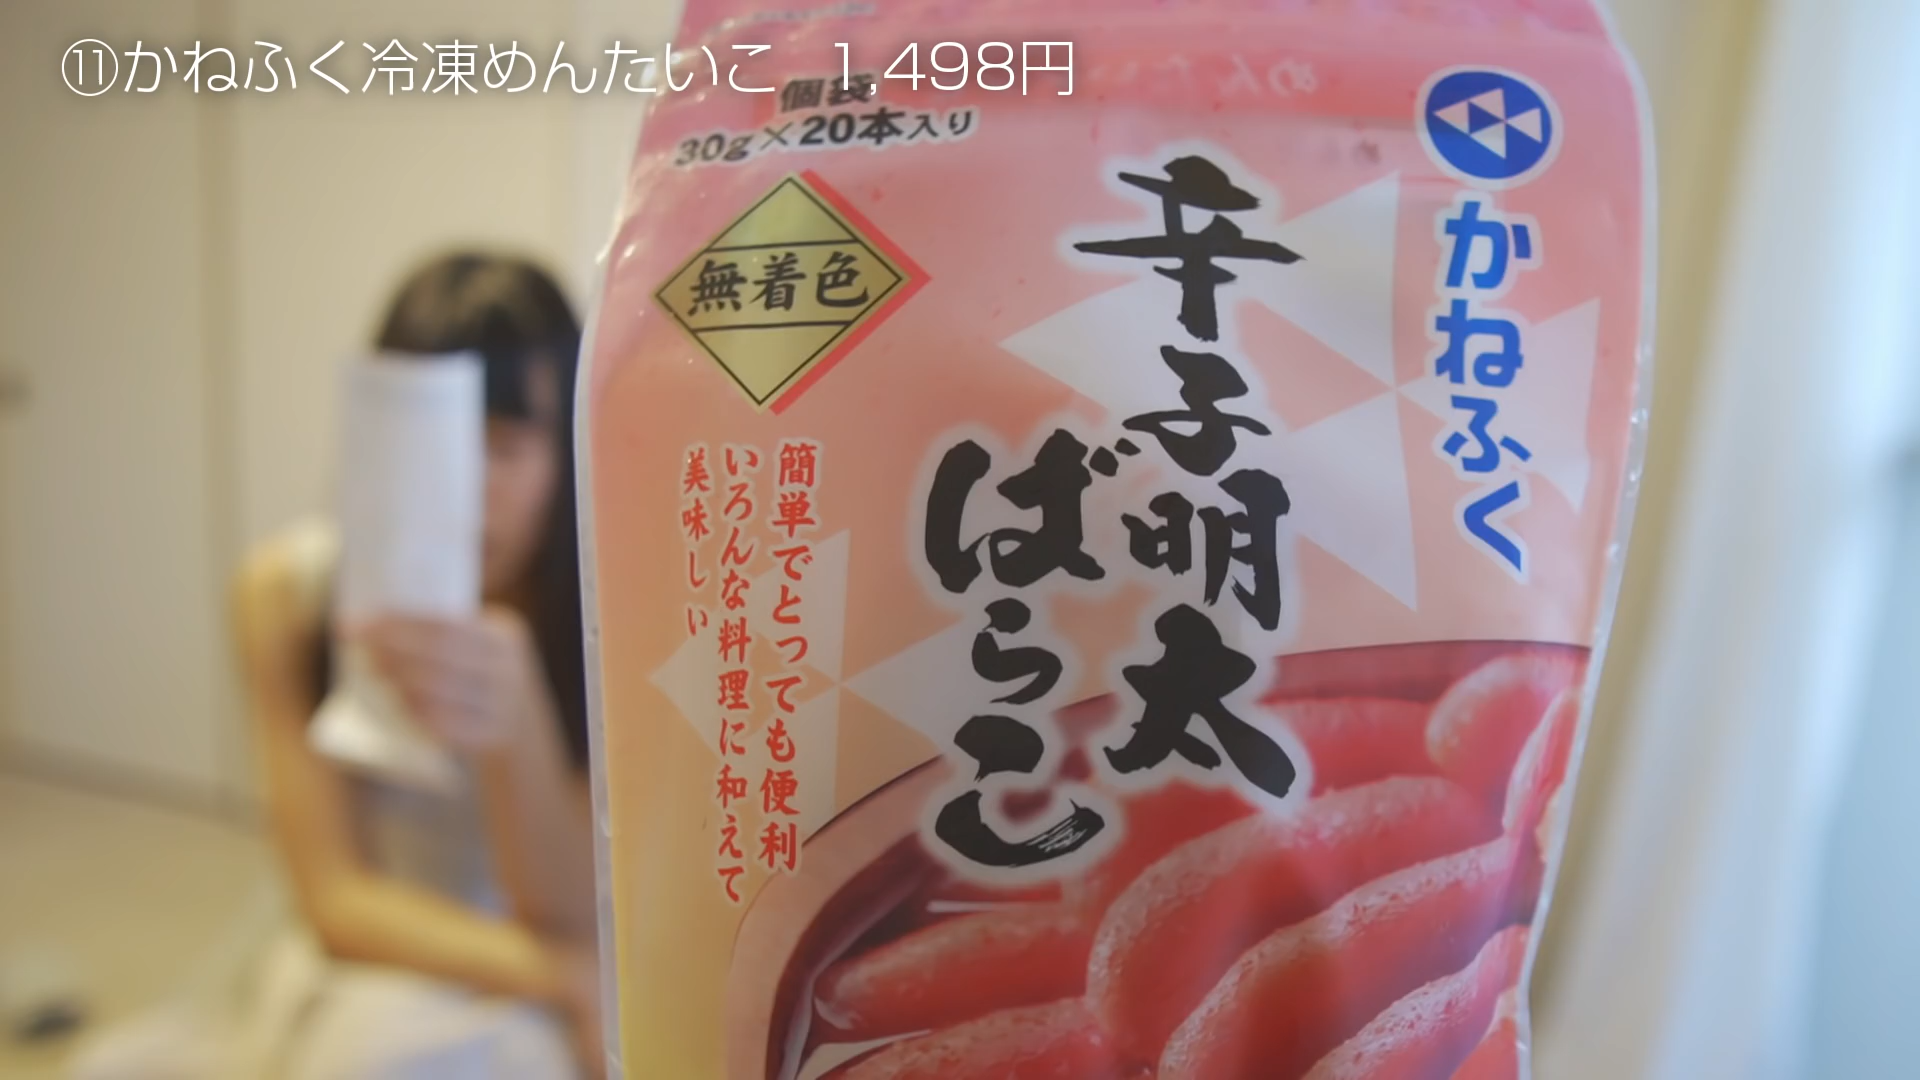 ⑪かねふく冷凍めんたいこ 1,498円
個袋
30g×20本入り
かねふく
辛子明太
ばらこ
無着色
簡単でとっても便利
いろんな料理に和えて
美味しい